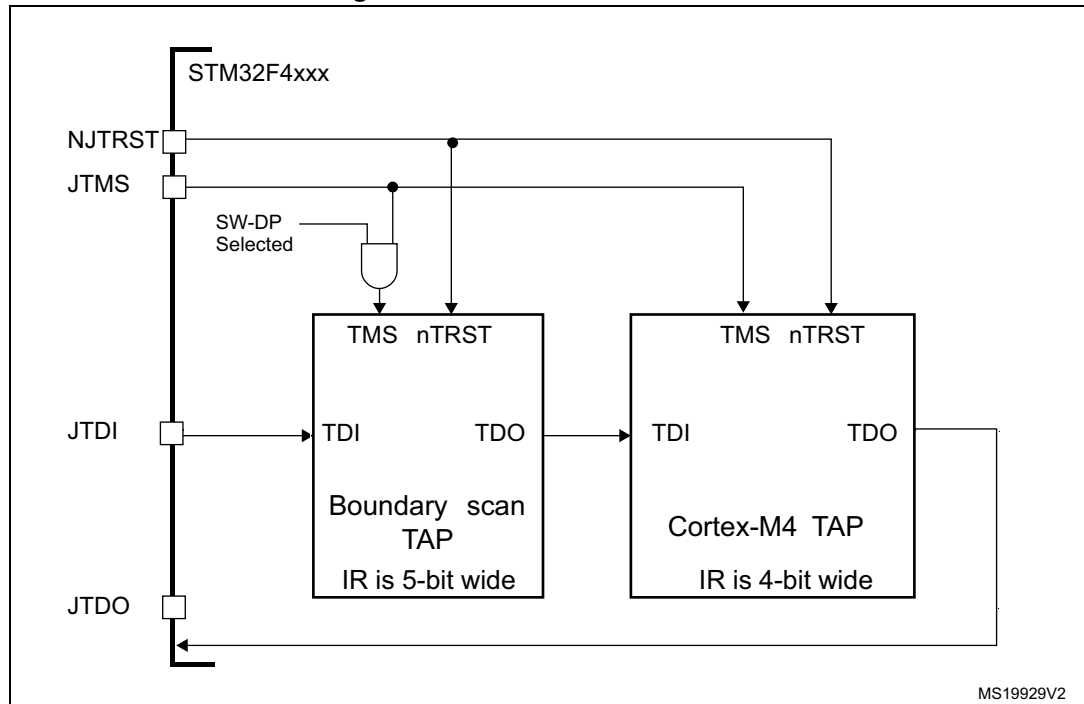 STM32F4xxx
NJTRST
JTMS
SW-DP
Selected
TMS nTRST
TMS nTRST
JTDI
TDI
TDO
TDI
TDO
Boundary scan
TAP
IR is 5-bit wide
Cortex-M4 TAP
IR is 4-bit wide
JTDO
MS19929V2